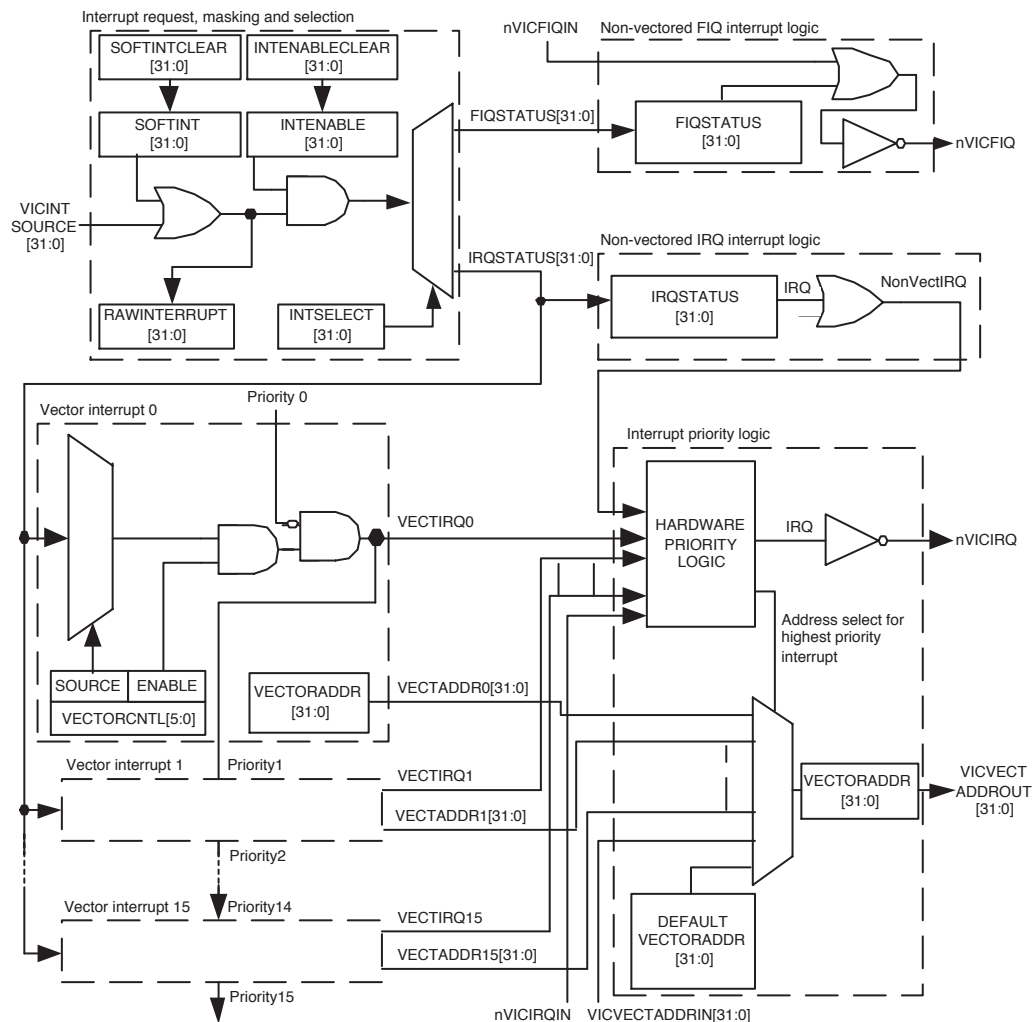 Interrupt request, masking and selection
SOFTINTCLEAR
[31:0]
INTENABLECLEAR
[31:0]
SOFTINT
[31:0]
INTENABLE
[31:0]
VICINT
SOURCE
[31:0]
RAWINTERRUPT
[31:0]
INTSELECT
[31:0]
nVICFIQIN
Non-vectored FIQ interrupt logic
FIQSTATUS[31:0]
FIQSTATUS
[31:0]
nVICFIQ
Non-vectored IRQ interrupt logic
IRQSTATUS[31:0]
IRQSTATUS
[31:0]
IRQ
NonVectIRQ
Priority 0
Vector interrupt 0
VECTIRQ0
SOURCE
ENABLE
VECTORCNTL[5:0]
VECTORADDR
[31:0]
VECTADDR0[31:0]
Interrupt priority logic
HARDWARE
PRIORITY
LOGIC
IRQ
nVICIRQ
Address select for
highest priority
interrupt
Vector interrupt 1
Priority1
VECTIRQ1
VECTADDR1[31:0]
VECTORADDR
[31:0]
VICVECT
ADDROUT
[31:0]
Priority2
Vector interrupt 15
Priority14
VECTIRQ15
VECTADDR15[31:0]
DEFAULT
VECTORADDR
[31:0]
Priority15
nVICIRQIN
VICVECTADDRIN[31:0]